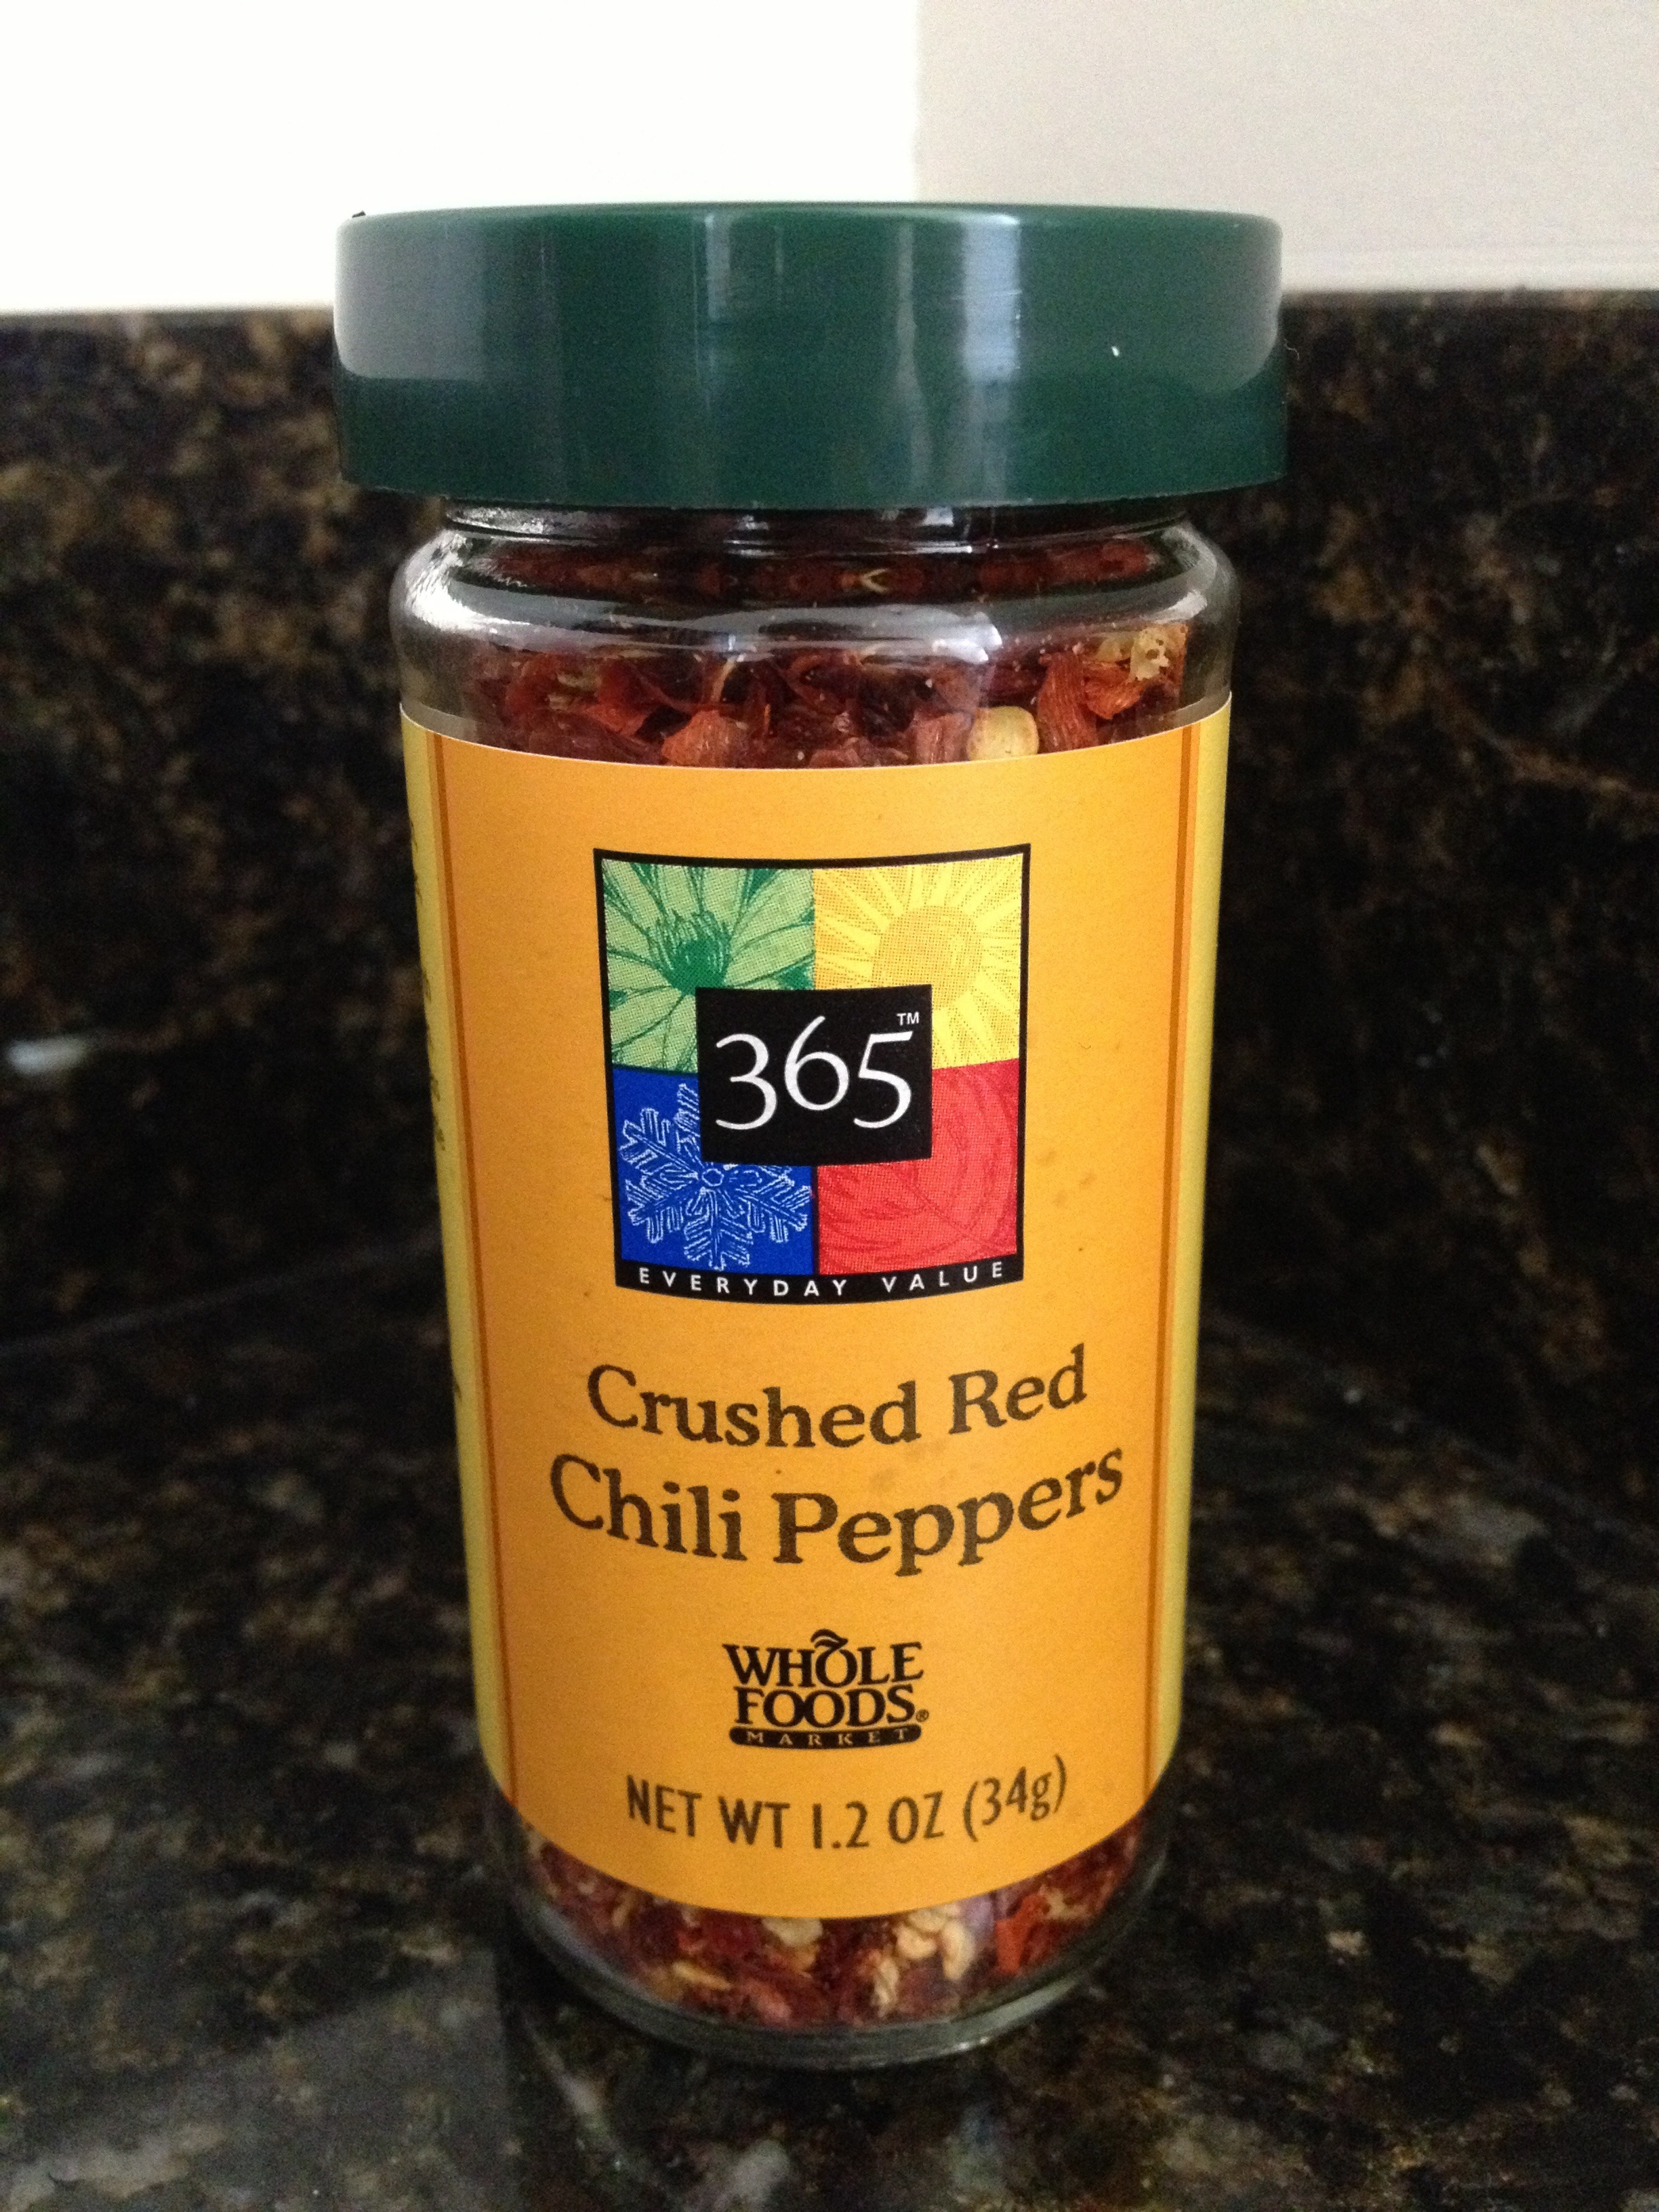 365™
EVERYDAY VALUE
Crushed Red
Chili Peppers
WHOLE
FOODS®
MARKET
NET WT 1.2 OZ (34g)